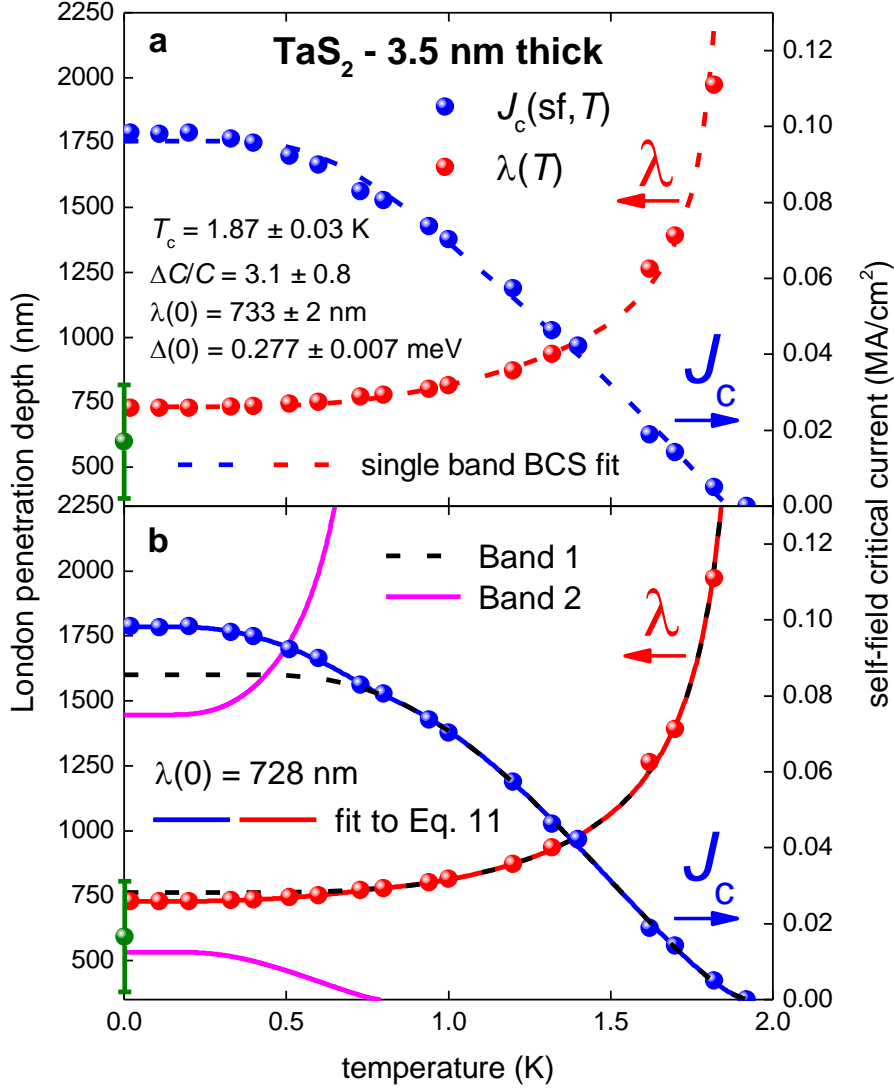 a
TaS₂ - 3.5 nm thick
J_c(sf,T)
λ(T)
λ
T_c = 1.87 ± 0.03 K
ΔC/C = 3.1 ± 0.8
λ(0) = 733 ± 2 nm
Δ(0) = 0.277 ± 0.007 meV
J_c
single band BCS fit
2250
2000
1750
1500
1250
1000
750
500
0.12
0.10
0.08
0.06
0.04
0.02
0.00
London penetration depth (nm)
self-field critical current (MA/cm²)
b
Band 1
Band 2
λ
λ(0) = 728 nm
fit to Eq. 11
J_c
2250
2000
1750
1500
1250
1000
750
500
0.12
0.10
0.08
0.06
0.04
0.02
0.00
0.0 0.5 1.0 1.5 2.0
temperature (K)